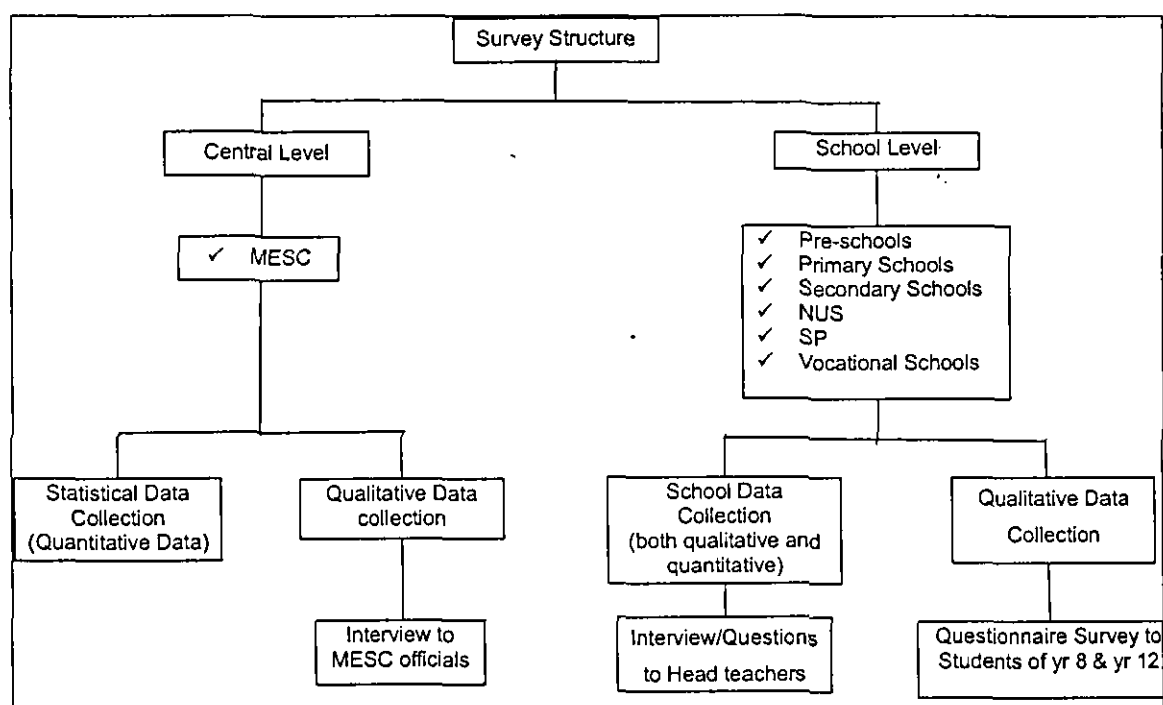 Survey Structure
Central Level
School Level
✓ MESC
✓ Pre-schools
✓ Primary Schools
✓ Secondary Schools
✓ NUS
✓ SP
✓ Vocational Schools
Statistical Data
Collection
(Quantitative Data)
Qualitative Data
collection
School Data
Collection
(both qualitative and
quantitative)
Qualitative Data
Collection
Interview to
MESC officials
Interview/Questions
to Head teachers
Questionnaire Survey to
Students of yr 8 & yr 12